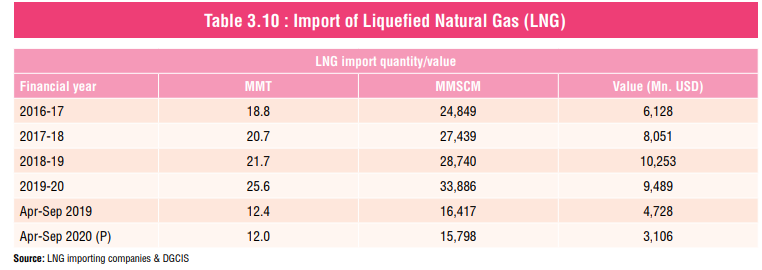 Table 3.10 : Import of Liquefied Natural Gas (LNG)
LNG import quantity/value
Financial year MMT MMSCM Value (Mn. USD)
2016-17 18.8 24,849 6,128
2017-18 20.7 27,439 8,051
2018-19 21.7 28,740 10,253
2019-20 25.6 33,886 9,489
Apr-Sep 2019 12.4 16,417 4,728
Apr-Sep 2020 (P) 12.0 15,798 3,106
Source: LNG importing companies & DGCIS